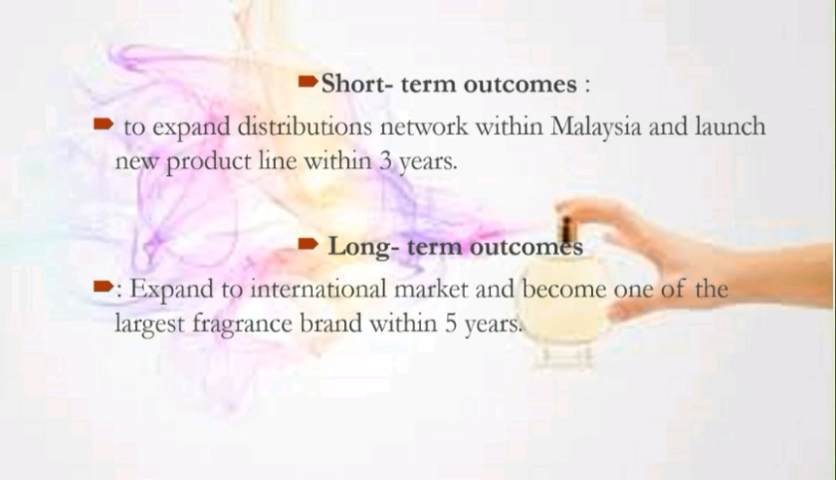 Short- term outcomes :
to expand distributions network within Malaysia and launch
new product line within 3 years.
Long- term outcomes
: Expand to international market and become one of the
largest fragrance brand within 5 years.